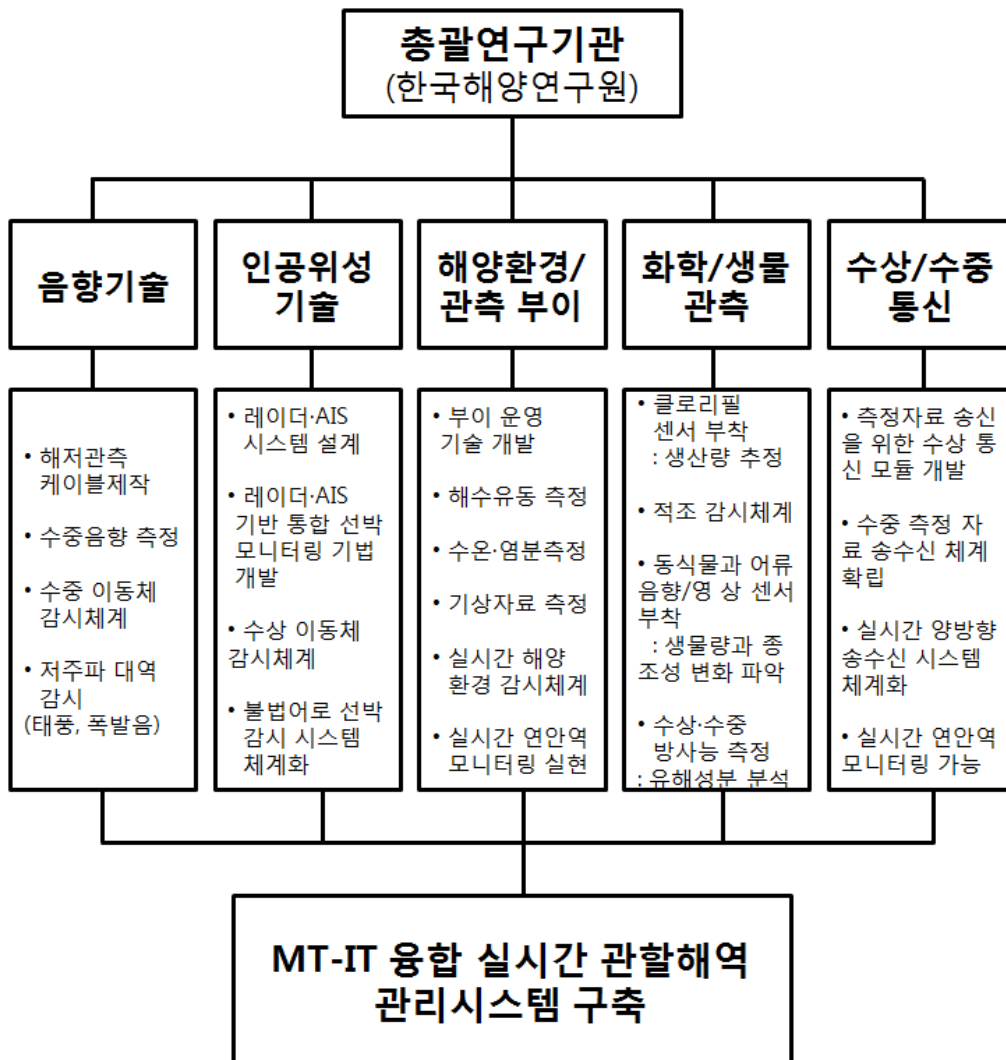 총괄연구기관
(한국해양연구원)
음향기술
인공위성
기술
해양환경/
관측 부이
화학/생물
관측
수상/수중
통신
• 해저관측
케이블제작
• 수중음향 측정
• 수중 이동체
감시체계
• 저주파 대역
감시
(태풍, 폭발음)
• 레이더·AIS
시스템 설계
• 레이더·AIS
기반 통합 선박
모니터링 기법
개발
• 수상 이동체
감시체계
• 불법어로 선박
감시 시스템
체계화
• 부이 운영
기술 개발
• 해수유동 측정
• 수온·염분측정
• 기상자료 측정
• 실시간 해양
환경 감시체계
• 실시간 연안역
모니터링 실현
• 클로리필
센서 부착
: 생산량 추정
• 적조 감시체계
• 동식물과 어류
음향/영 상 센서
부착
: 생물량과 종
조성 변화 파악
• 수상·수중
방사능 측정
: 유해성분 분석
• 측정자료 송신
을 위한 수상 통
신 모듈 개발
• 수중 측정 자
료 송수신 체계
확립
• 실시간 양방향
송수신 시스템
체계화
• 실시간 연안역
모니터링 가능
MT-IT 융합 실시간 관할해역
관리시스템 구축